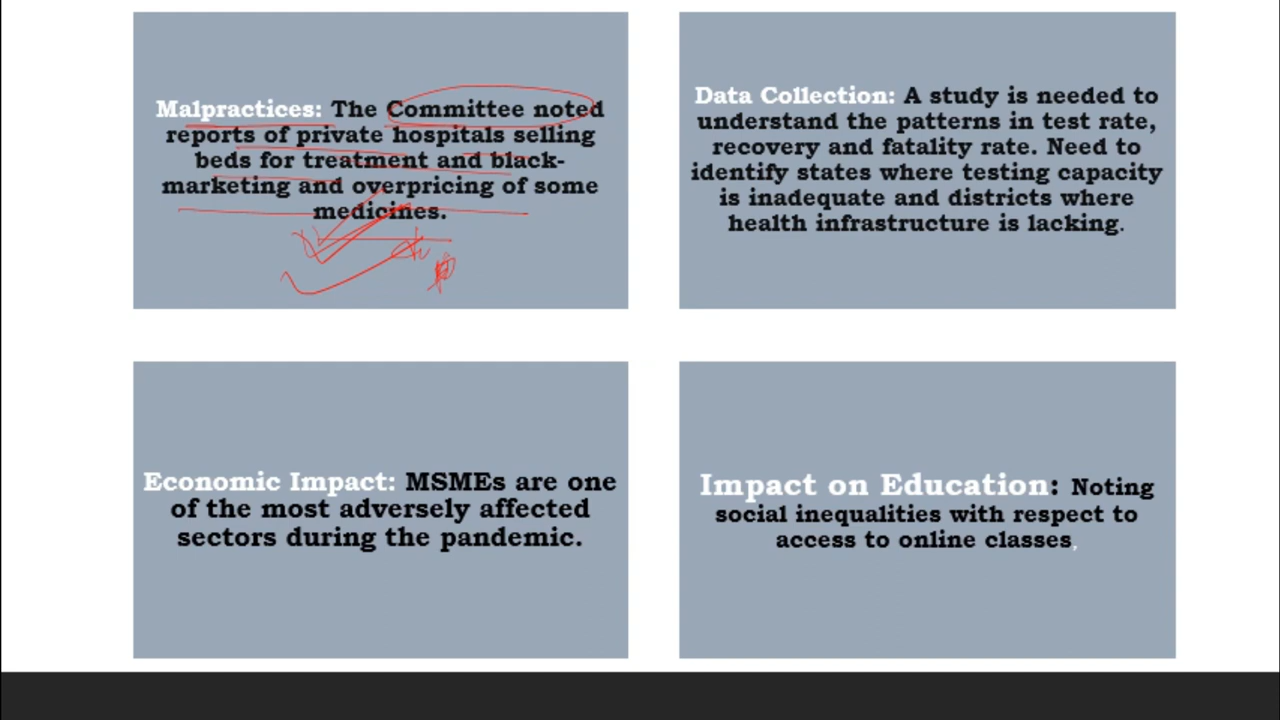 Malpractices: The Committee noted
reports of private hospitals selling
beds for treatment and black-
marketing and overpricing of some
medicines.
Data Collection: A study is needed to
understand the patterns in test rate,
recovery and fatality rate. Need to
identify states where testing capacity
is inadequate and districts where
health infrastructure is lacking.
Economic Impact: MSMEs are one
of the most adversely affected
sectors during the pandemic.
Impact on Education: Noting
social inequalities with respect to
access to online classes,